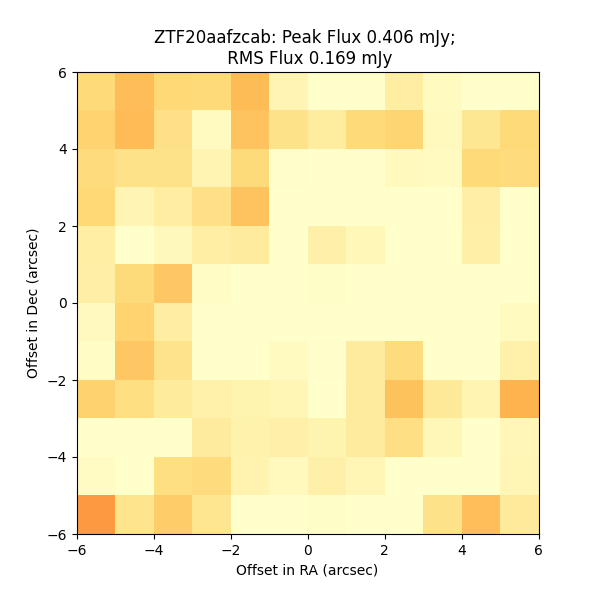 ZTF20aafzcab: Peak Flux 0.406 mJy;
RMS Flux 0.169 mJy
6
4
2
0
−2
−4
−6
Offset in Dec (arcsec)
−6 −4 −2 0 2 4 6
Offset in RA (arcsec)